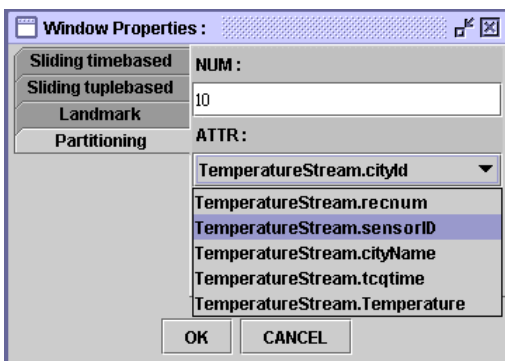 Window Properties :
Sliding timebased
Sliding tuplebased
Landmark
Partitioning
NUM :
10
ATTR :
TemperatureStream.cityId
TemperatureStream.recnum
TemperatureStream.sensorID
TemperatureStream.cityName
TemperatureStream.tcqtime
TemperatureStream.Temperature
OK CANCEL